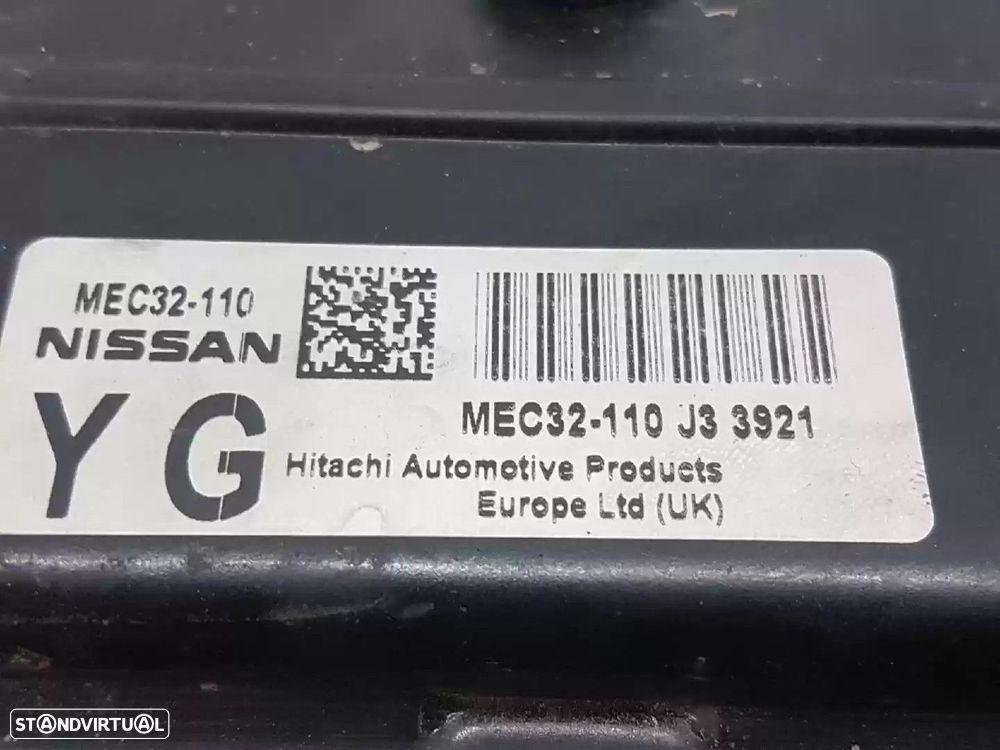 MEC32-110
NISSAN
YG
MEC32-110 J3 3921
Hitachi Automotive Products
Europe Ltd (UK)
STANDVIRTUAL